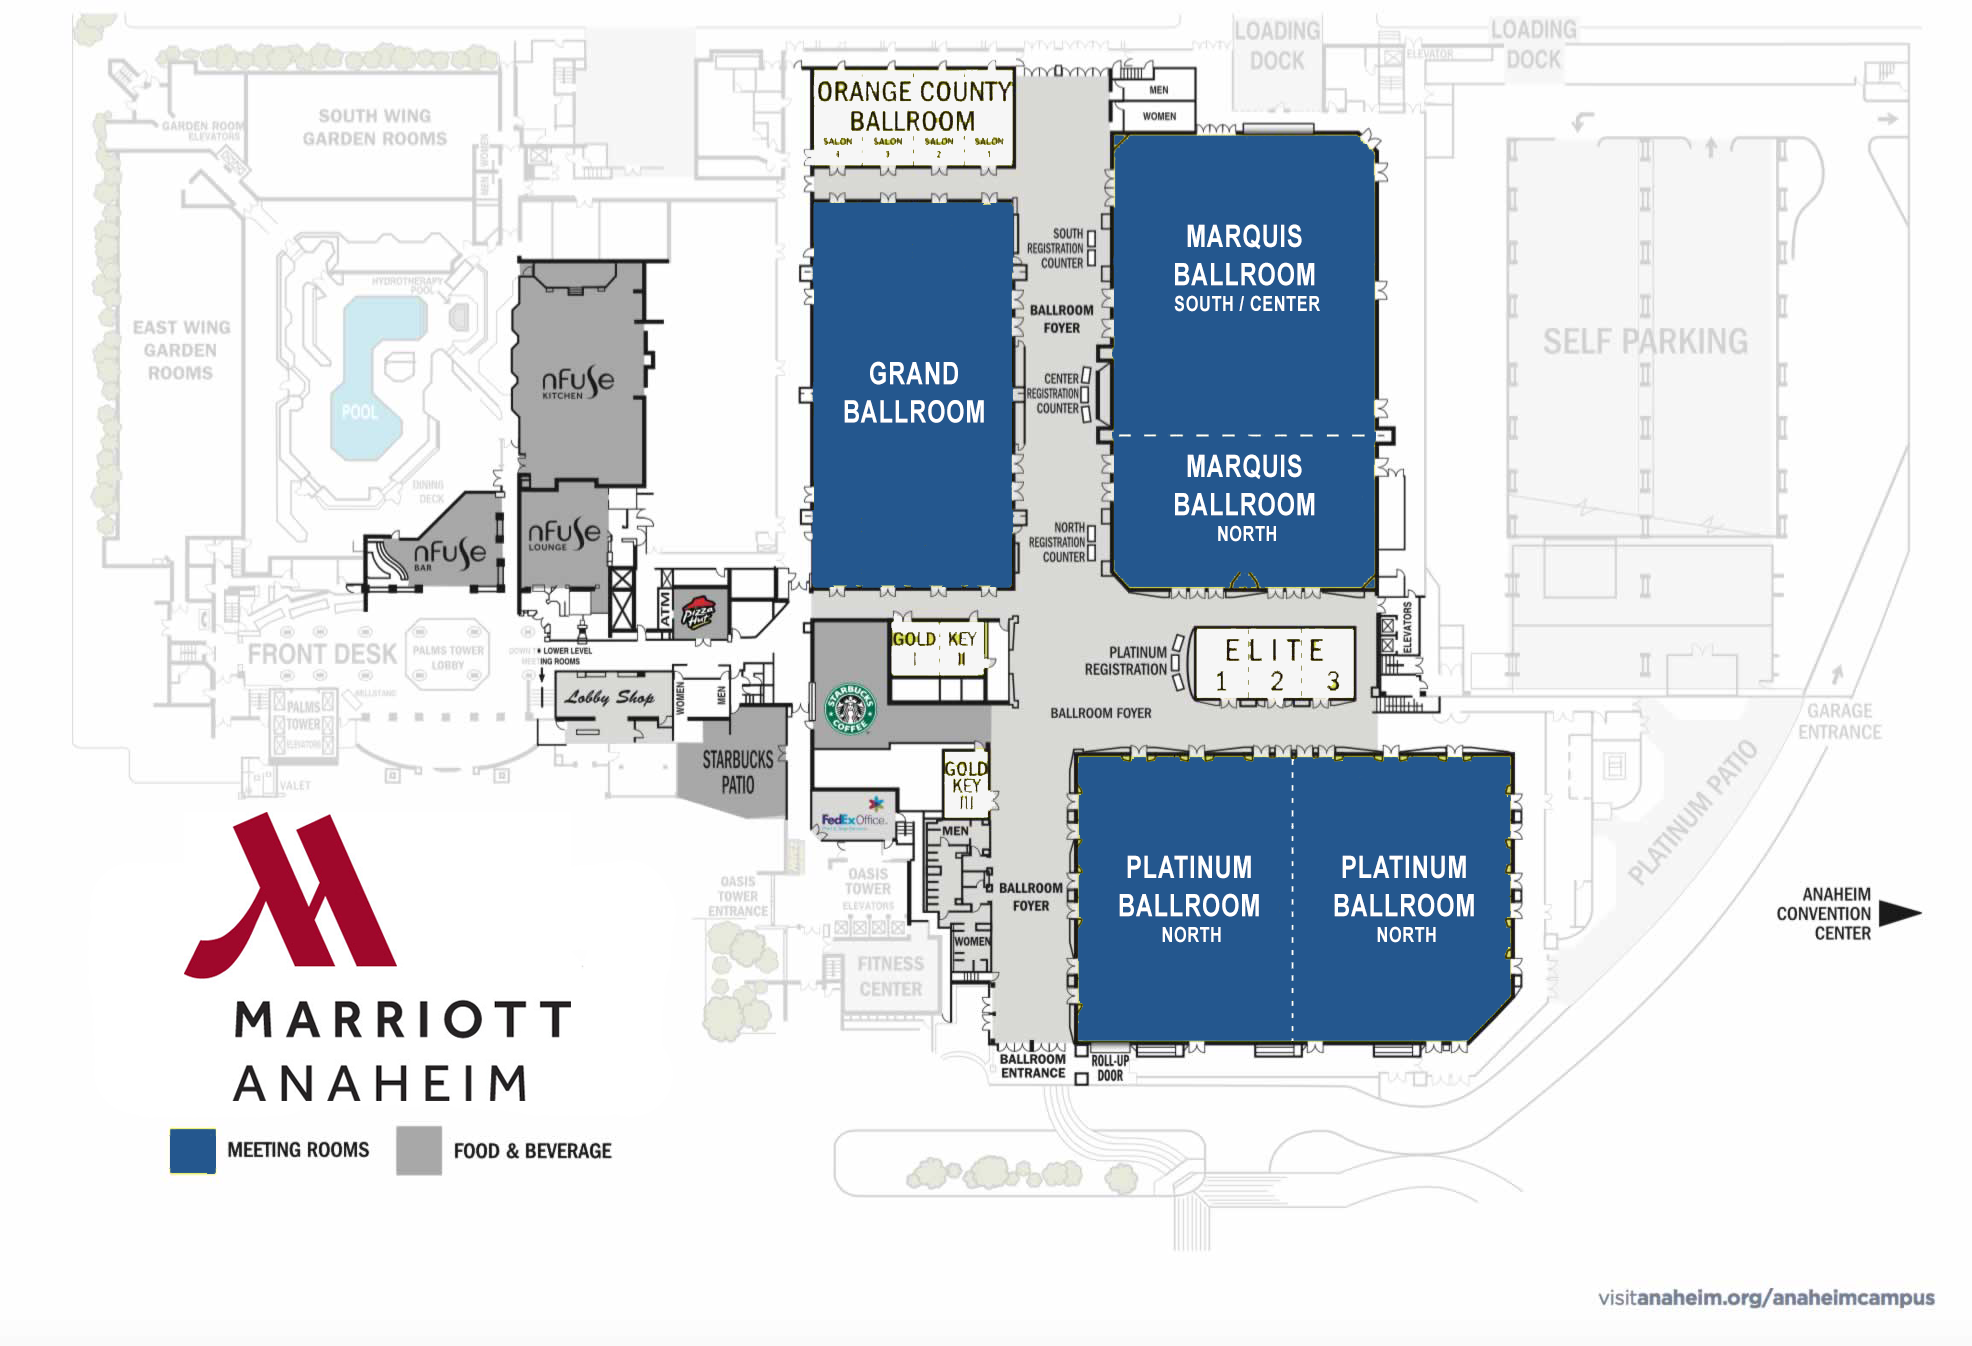 LOADING
DOCK
LOADING
DOCK
ELEVATOR
ORANGE COUNTY
BALLROOM
SALON
4
SALON
3
SALON
2
SALON
1
MEN
WOMEN
SOUTH WING
GARDEN ROOMS
GARDEN ROOM
ELEVATORS
MEN
WOMEN
MARQUIS
BALLROOM
SOUTH / CENTER
SOUTH
REGISTRATION
COUNTER
BALLROOM
FOYER
HYDROTHERAPY
POOL
EAST WING
GARDEN
ROOMS
POOL
nFuse
KITCHEN
GRAND
BALLROOM
CENTER
REGISTRATION
COUNTER
SELF PARKING
MARQUIS
BALLROOM
NORTH
DINING
DECK
nFuse
BAR
nFuse
LOUNGE
NORTH
REGISTRATION
COUNTER
ATM
Pizza
Hut
GOLD KEY
I II
PLATINUM
REGISTRATION
ELITE
1 2 3
ELEVATORS
FRONT DESK
PALMS TOWER
LOBBY
DOWN TO LOWER LEVEL
MEETING ROOMS
BELLSTAND
PALMS
TOWER
ELEVATORS
VALET
Lobby Shop
WOMEN
MEN
STARBUCKS
COFFEE
BALLROOM FOYER
STARBUCKS
PATIO
GOLD
KEY
III
GARAGE
ENTRANCE
PLATINUM PATIO
FedEx Office
MEN
PLATINUM
BALLROOM
NORTH
PLATINUM
BALLROOM
NORTH
OASIS
TOWER
ENTRANCE
OASIS
TOWER
ELEVATORS
BALLROOM
FOYER
WOMEN
FITNESS
CENTER
ANAHEIM
CONVENTION
CENTER
BALLROOM
ENTRANCE
ROLL-UP
DOOR
MARRIOTT
ANAHEIM
MEETING ROOMS
FOOD & BEVERAGE
visitanaheim.org/anaheimcampus